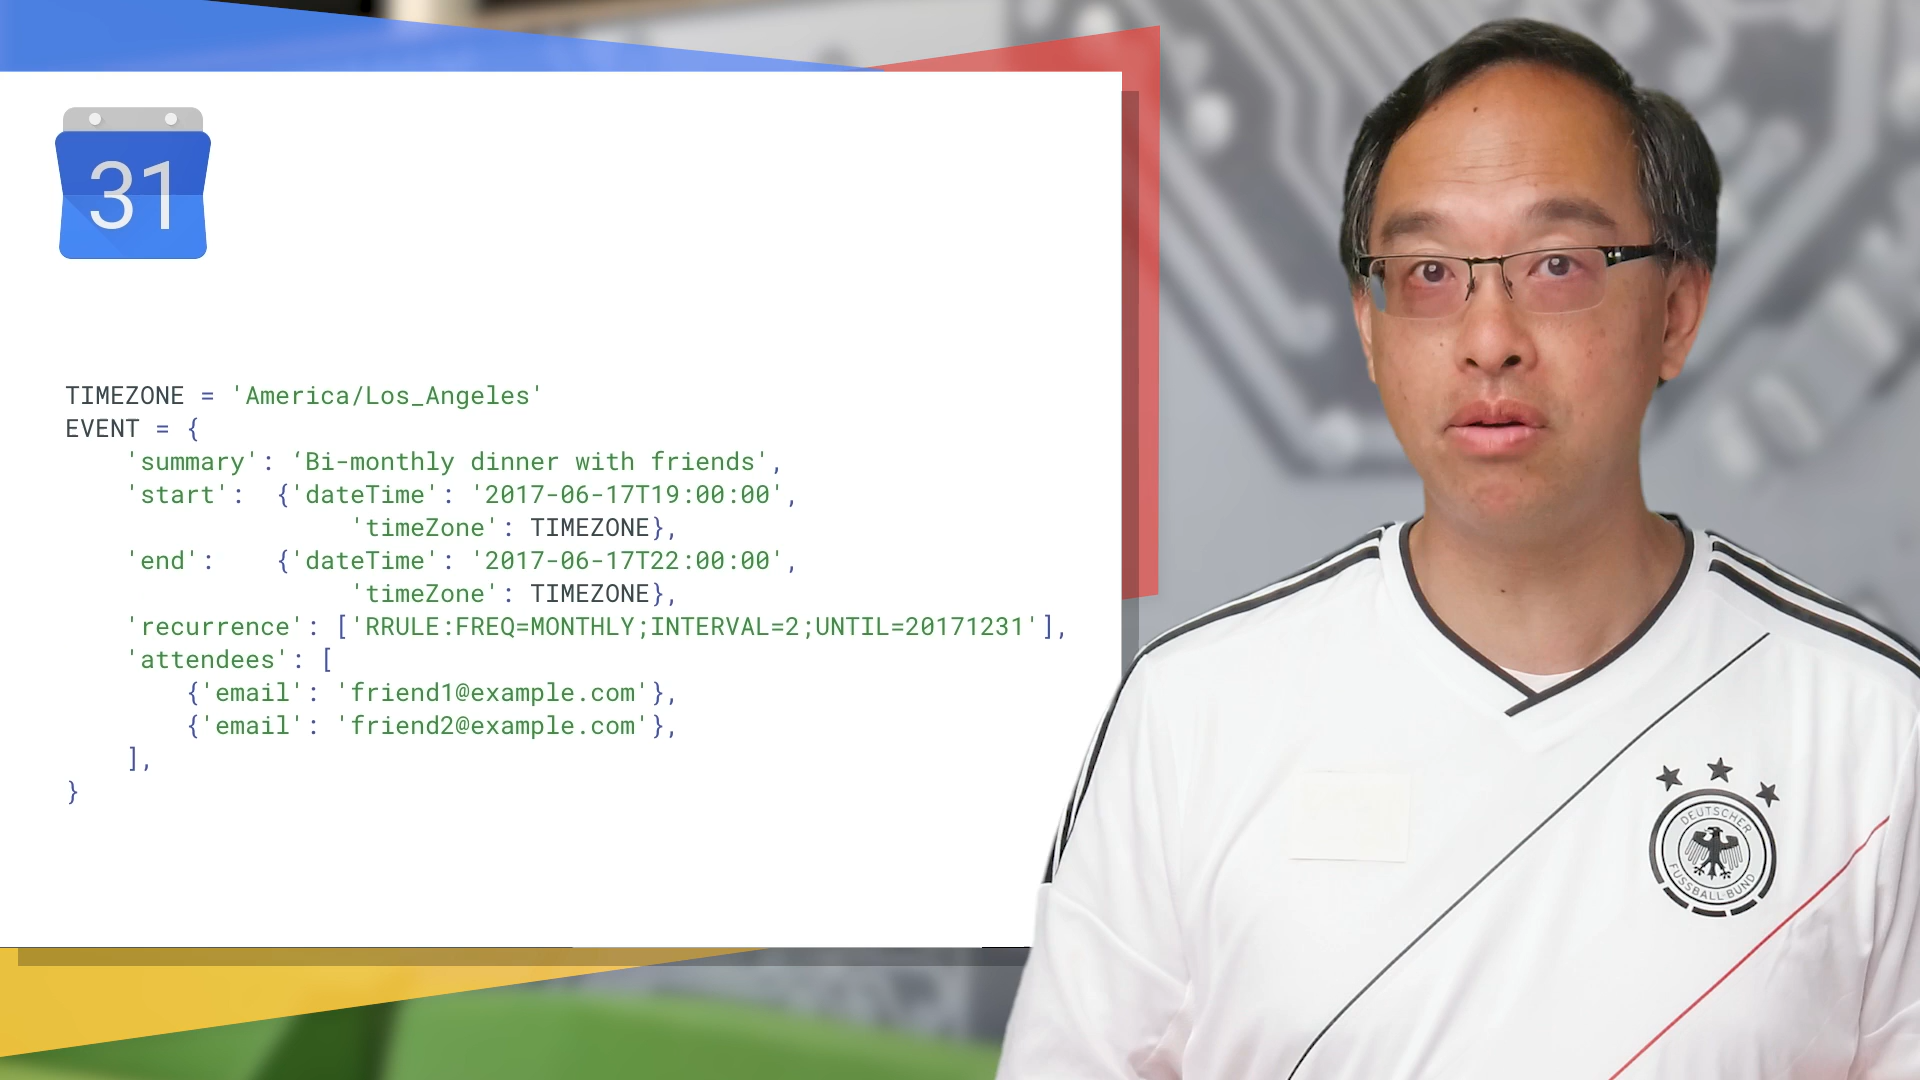 31
TIMEZONE = 'America/Los_Angeles'
EVENT = {
'summary': ‘Bi-monthly dinner with friends',
'start': {'dateTime': '2017-06-17T19:00:00',
'timeZone': TIMEZONE},
'end': {'dateTime': '2017-06-17T22:00:00',
'timeZone': TIMEZONE},
'recurrence': ['RRULE:FREQ=MONTHLY;INTERVAL=2;UNTIL=20171231'],
'attendees': [
{'email': 'friend1@example.com'},
{'email': 'friend2@example.com'},
],
}
DEUTSCHER
FUSSBALL-BUND